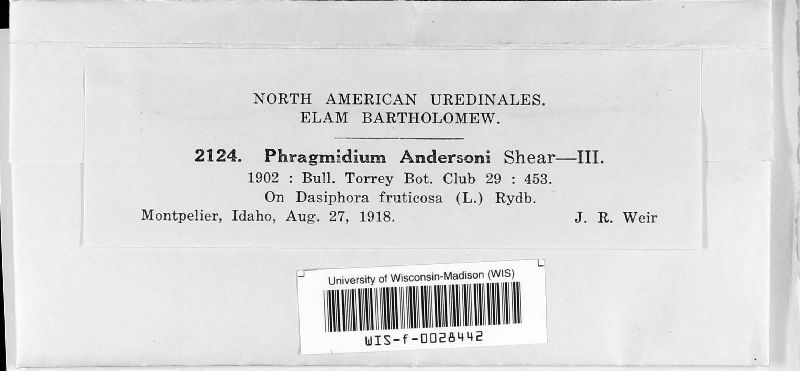 NORTH AMERICAN UREDINALES.
ELAM BARTHOLOMEW.
2124. Phragmidium Andersoni Shear—III.
1902 : Bull. Torrey Bot. Club 29 : 453.
On Dasiphora fruticosa (L.) Rydb.
Montpelier, Idaho, Aug. 27, 1918. J. R. Weir
University of Wisconsin-Madison (WIS)
WIS-f-0028442